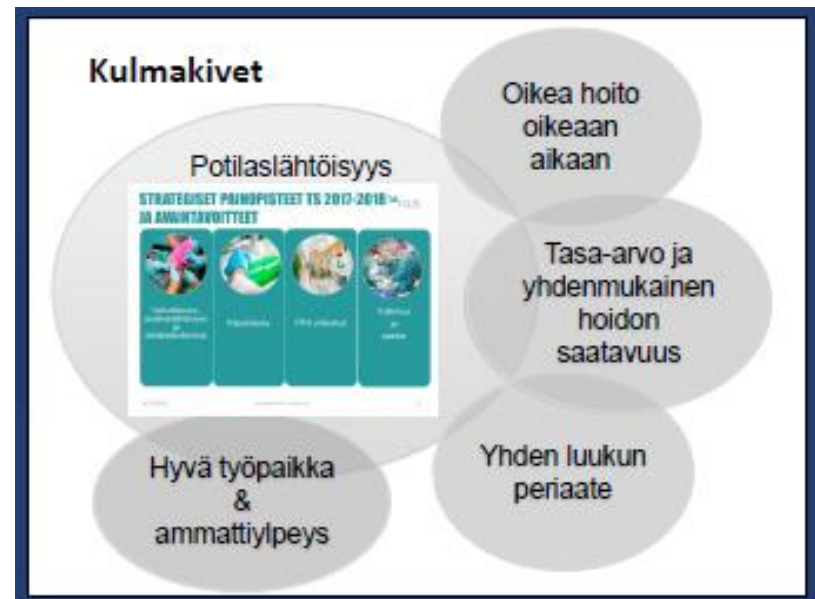 Kulmakivet
Oikea hoito
oikeaan
aikaan
Potilaslähtöisyys
STRATEGISET PAINOPISTEET TS 2017-2018
JA AVAINTAVOITTEET
Tasa-arvo ja
yhdenmukainen
hoidon
saatavuus
Yhden luukun
periaate
Hyvä työpaikka
&
ammattiylpeys